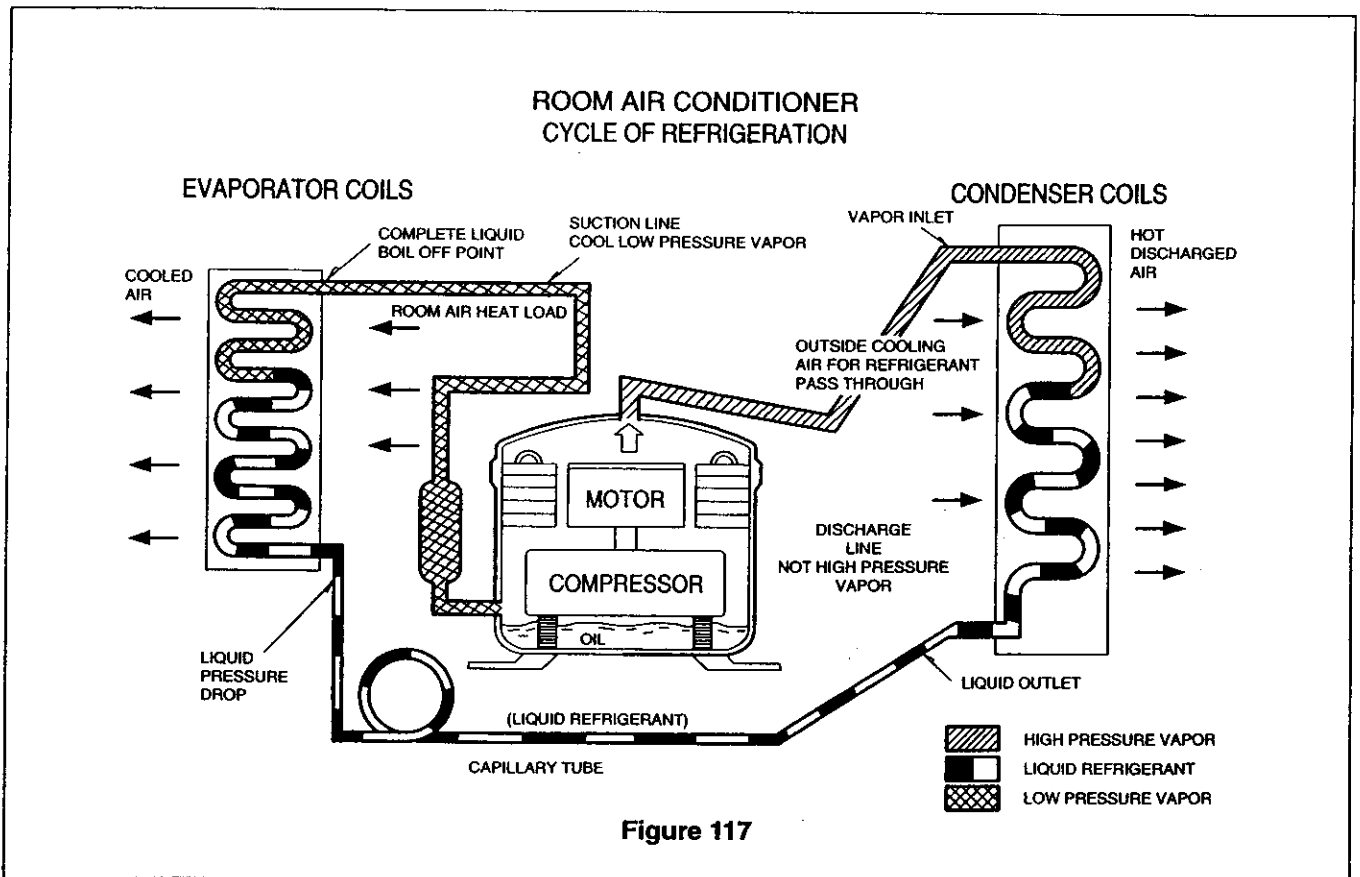 ROOM AIR CONDITIONER
CYCLE OF REFRIGERATION
EVAPORATOR COILS
CONDENSER COILS
VAPOR INLET
COMPLETE LIQUID
BOIL OFF POINT
SUCTION LINE
COOL LOW PRESSURE VAPOR
HOT
DISCHARGED
AIR
COOLED
AIR
ROOM AIR HEAT LOAD
OUTSIDE COOLING
AIR FOR REFRIGERANT
PASS THROUGH
MOTOR
COMPRESSOR
OIL
DISCHARGE
LINE
NOT HIGH PRESSURE
VAPOR
LIQUID
PRESSURE
DROP
LIQUID OUTLET
(LIQUID REFRIGERANT)
CAPILLARY TUBE
HIGH PRESSURE VAPOR
LIQUID REFRIGERANT
LOW PRESSURE VAPOR
Figure 117